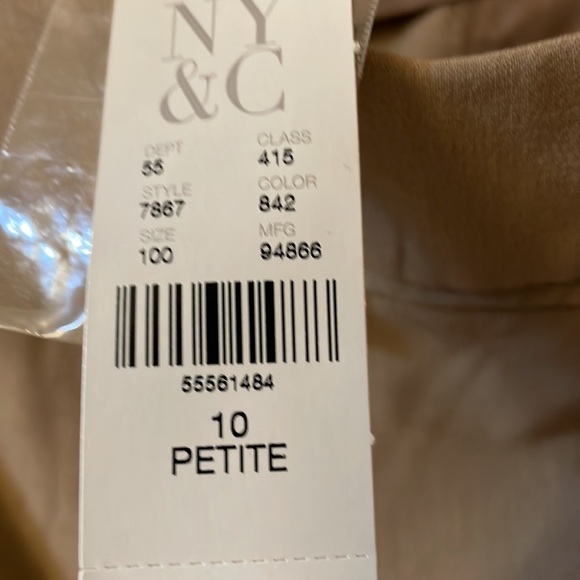 NY
&C
DEPT CLASS
55 415
STYLE COLOR
7867 842
SIZE MFG
100 94866
55561484
10
PETITE